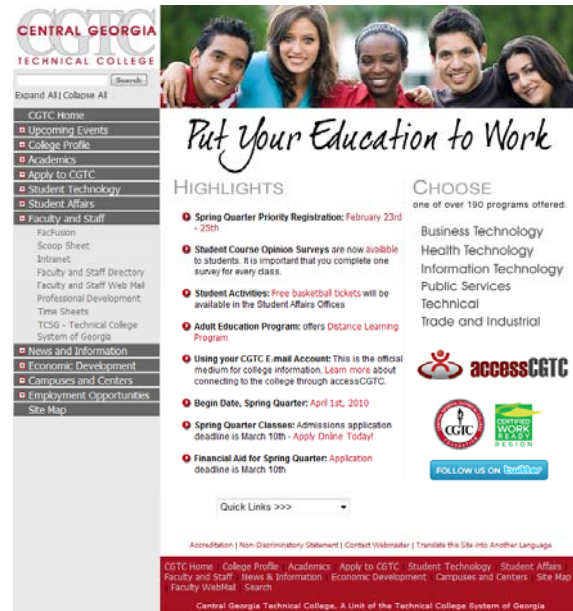 CENTRAL GEORGIA
CGTC
TECHNICAL COLLEGE
Search
Expand All | Collapse All
CGTC Home
Upcoming Events
College Profile
Academics
Apply to CGTC
Student Technology
Student Affairs
Faculty and Staff
FacFusion
Scoop Sheet
Intranet
Faculty and Staff Directory
Faculty and Staff Web Mail
Professional Development
Time Sheets
TCSG - Technical College
System of Georgia
News and Information
Economic Development
Campuses and Centers
Employment Opportunities
Site Map
Put Your Education to Work
HIGHLIGHTS
Spring Quarter Priority Registration: February 23rd
- 25th
Student Course Opinion Surveys are now available
to students. It is important that you complete one
survey for every class.
Student Activities: Free basketball tickets will be
available in the Student Affairs Offices
Adult Education Program: offers Distance Learning
Program
Using your CGTC E-mail Account: This is the official
medium for college information. Learn more about
connecting to the college through accessCGTC.
Begin Date, Spring Quarter: April 1st, 2010
Spring Quarter Classes: Admissions application
deadline is March 10th - Apply Online Today!
Financial Aid for Spring Quarter: Application
deadline is March 10th
Quick Links >>>
CHOOSE
one of over 190 programs offered:
Business Technology
Health Technology
Information Technology
Public Services
Technical
Trade and Industrial
accessCGTC
CGTC
CERTIFIED
WORK
READY
REGION
FOLLOW US ON twitter
Accreditation | Non-Discriminatory Statement | Contact Webmaster | Translate this Site into Another Language
CGTC Home College Profile Academics Apply to CGTC Student Technology Student Affairs
Faculty and Staff News & Information Economic Development Campuses and Centers Site Map
Faculty WebMail Search
Central Georgia Technical College, A Unit of the Technical College System of Georgia